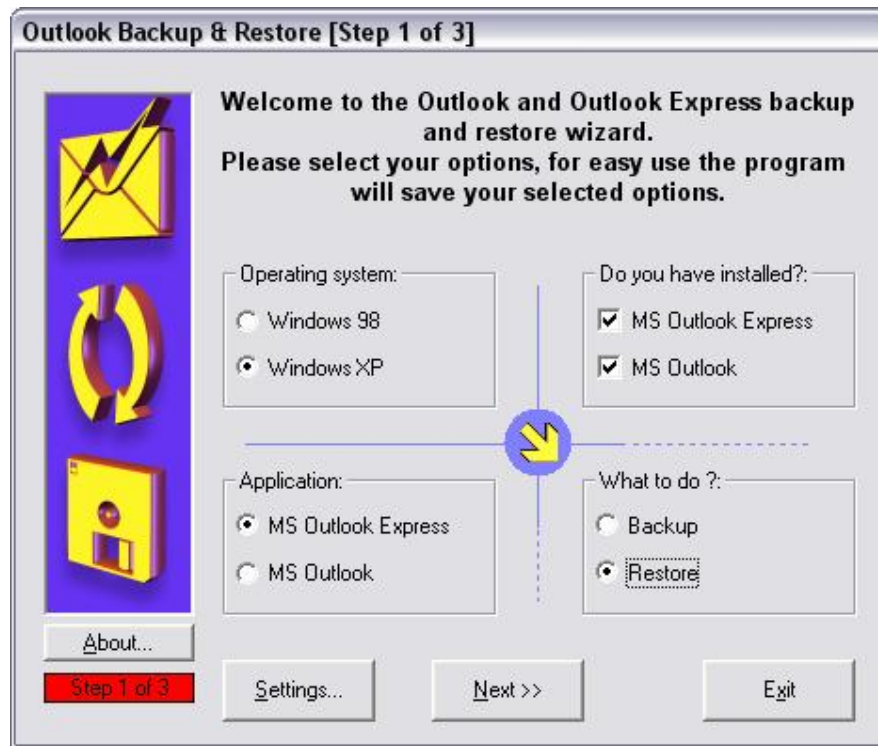 Outlook Backup & Restore [Step 1 of 3]
Welcome to the Outlook and Outlook Express backup
and restore wizard.
Please select your options, for easy use the program
will save your selected options.
Operating system:
Windows 98
Windows XP
Do you have installed?:
MS Outlook Express
MS Outlook
Application:
MS Outlook Express
MS Outlook
What to do ?:
Backup
Restore
About...
Step 1 of 3
Settings...
Next >>
Exit